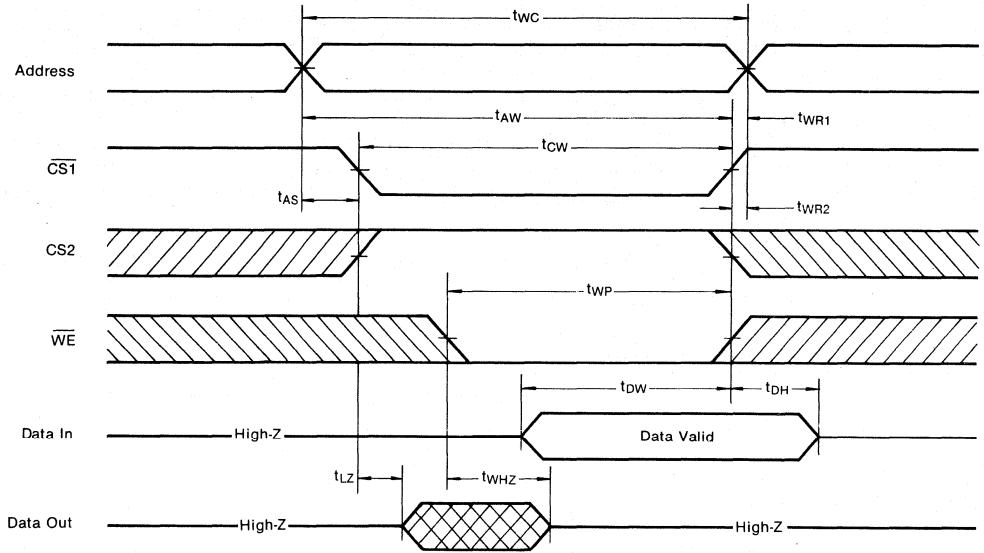 tWC
Address
tAW
tWR1
CS1
tCW
tAS
tWR2
CS2
tWP
WE
tDW
tDH
Data In
High-Z
Data Valid
tLZ
tWHZ
Data Out
High-Z
High-Z